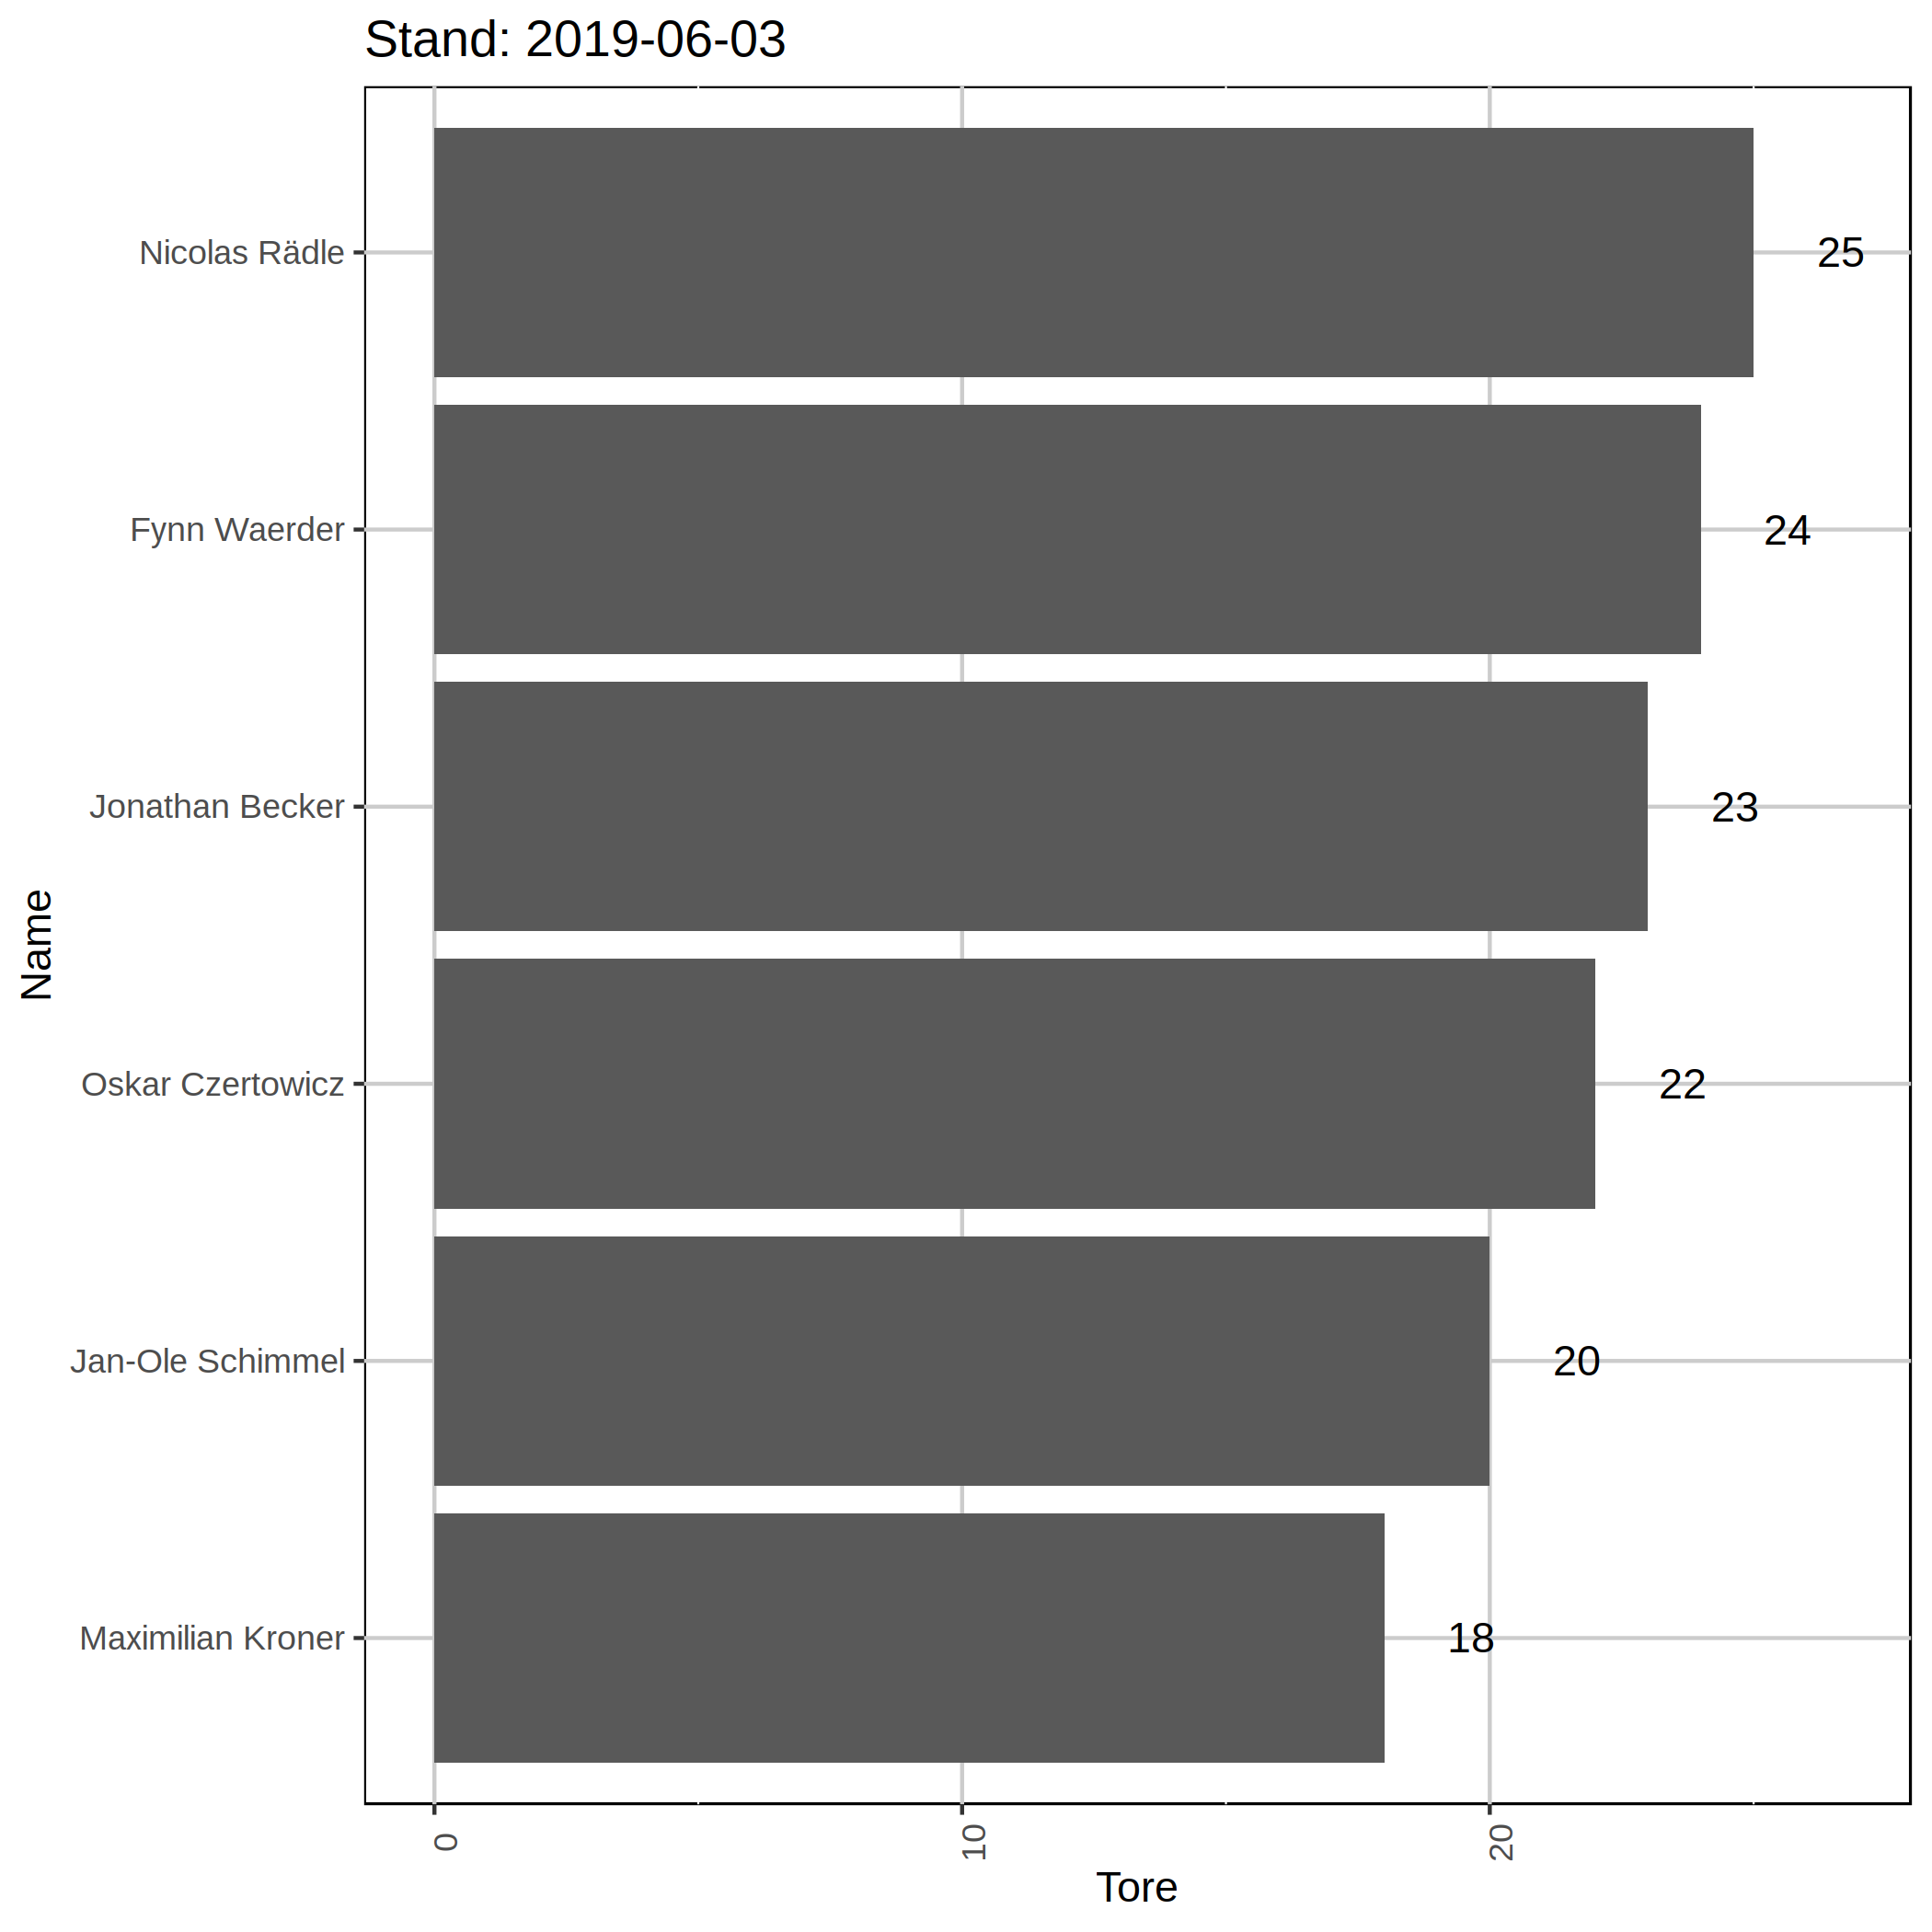 Stand: 2019-06-03
Nicolas Rädle 25
Fynn Waerder 24
Jonathan Becker 23
Name
Oskar Czertowicz 22
Jan-Ole Schimmel 20
Maximilian Kroner 18
0 10 20
Tore